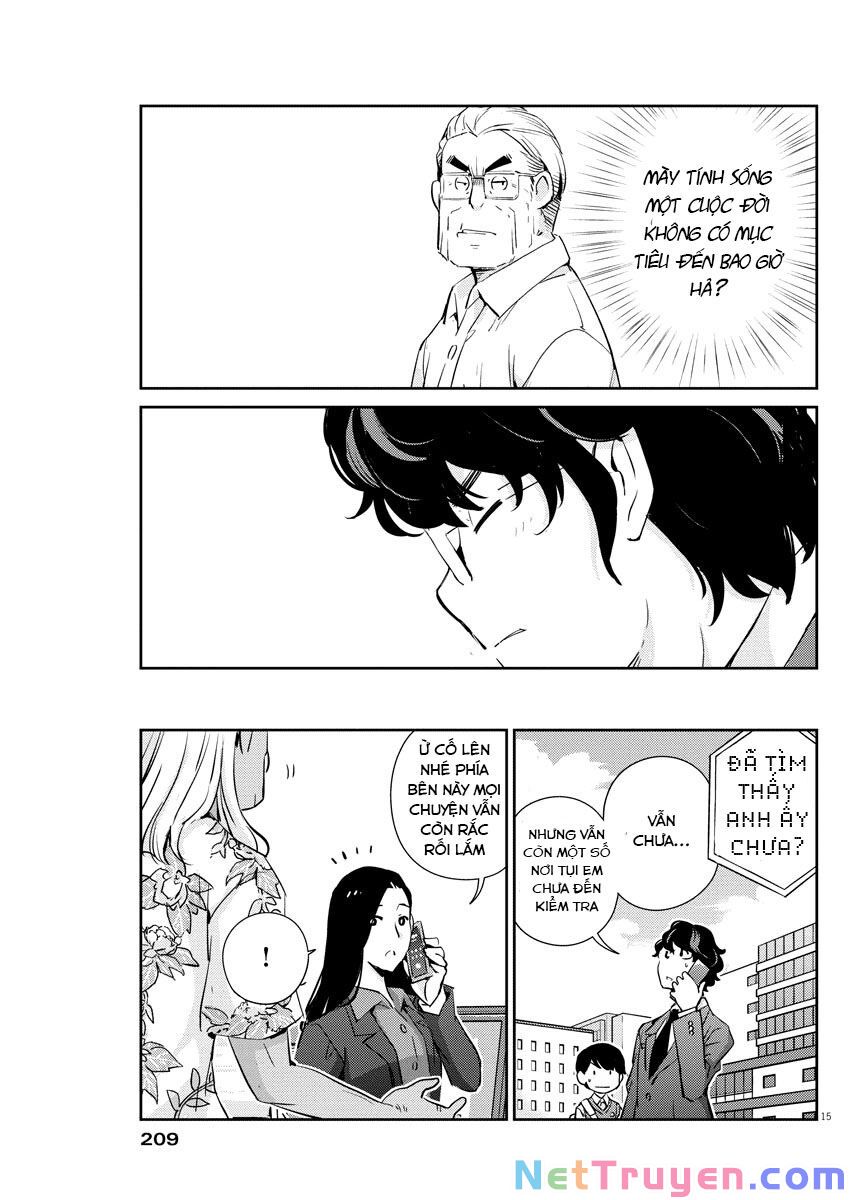 MÀY TÍNH SỐNG
MỘT CUỘC ĐỜI
KHÔNG CÓ MỤC
TIÊU ĐẾN BAO GIỜ
HẢ?
ĐÃ TÌM
THẤY
ANH ẤY
CHƯA?
VẪN
CHƯA...
NHƯNG VẪN
CÒN MỘT SỐ
NƠI TỤI EM
CHƯA ĐẾN
KIỂM TRA
Ừ CỐ LÊN
NHÉ PHÍA
BÊN NÀY MỌI
CHUYỆN VẪN
CÒN RẮC
RỐI LẮM
!
15
209
NetTruyen.com